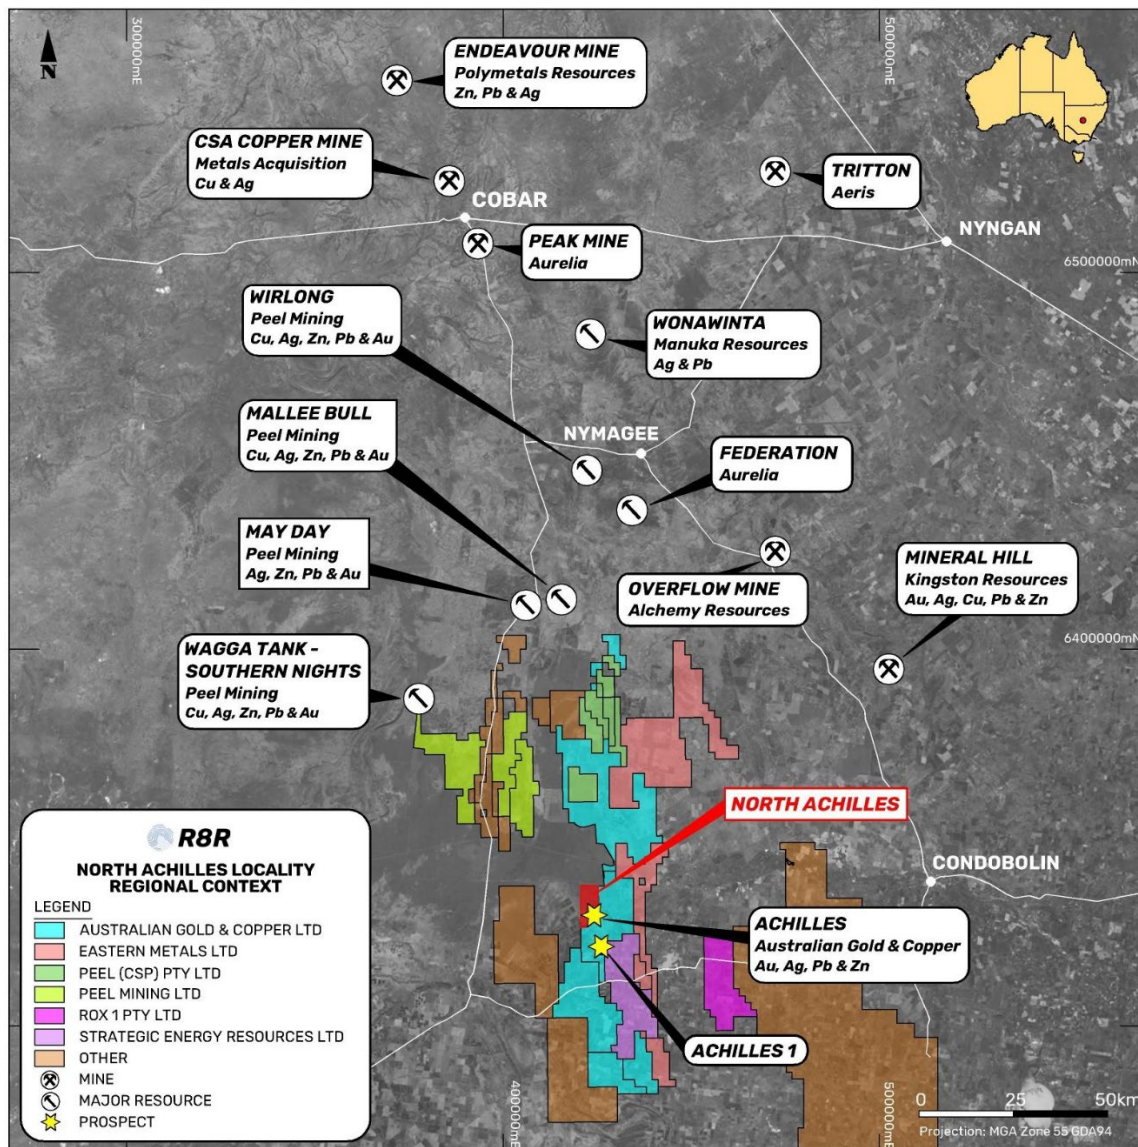 300000mE
500000mE
N
ENDEAVOUR MINE
Polymetals Resources
Zn, Pb & Ag
CSA COPPER MINE
Metals Acquisition
Cu & Ag
TRITTON
Aeris
COBAR
NYNGAN
PEAK MINE
Aurelia
6500000mN
WIRLONG
Peel Mining
Cu, Ag, Zn, Pb & Au
WONAWINTA
Manuka Resources
Ag & Pb
MALLEE BULL
Peel Mining
Cu, Ag, Zn, Pb & Au
NYMAGEE
FEDERATION
Aurelia
MAY DAY
Peel Mining
Ag, Zn, Pb & Au
OVERFLOW MINE
Alchemy Resources
MINERAL HILL
Kingston Resources
Au, Ag, Cu, Pb & Zn
6400000mN
WAGGA TANK -
SOUTHERN NIGHTS
Peel Mining
Cu, Ag, Zn, Pb & Au
NORTH ACHILLES
CONDOBOLIN
ACHILLES
Australian Gold & Copper
Au, Ag, Pb & Zn
ACHILLES 1
R8R
NORTH ACHILLES LOCALITY
REGIONAL CONTEXT
LEGEND
AUSTRALIAN GOLD & COPPER LTD
EASTERN METALS LTD
PEEL (CSP) PTY LTD
PEEL MINING LTD
ROX 1 PTY LTD
STRATEGIC ENERGY RESOURCES LTD
OTHER
MINE
MAJOR RESOURCE
PROSPECT
400000mE
500000mE
0 25 50km
Projection: MGA Zone 55 GDA94